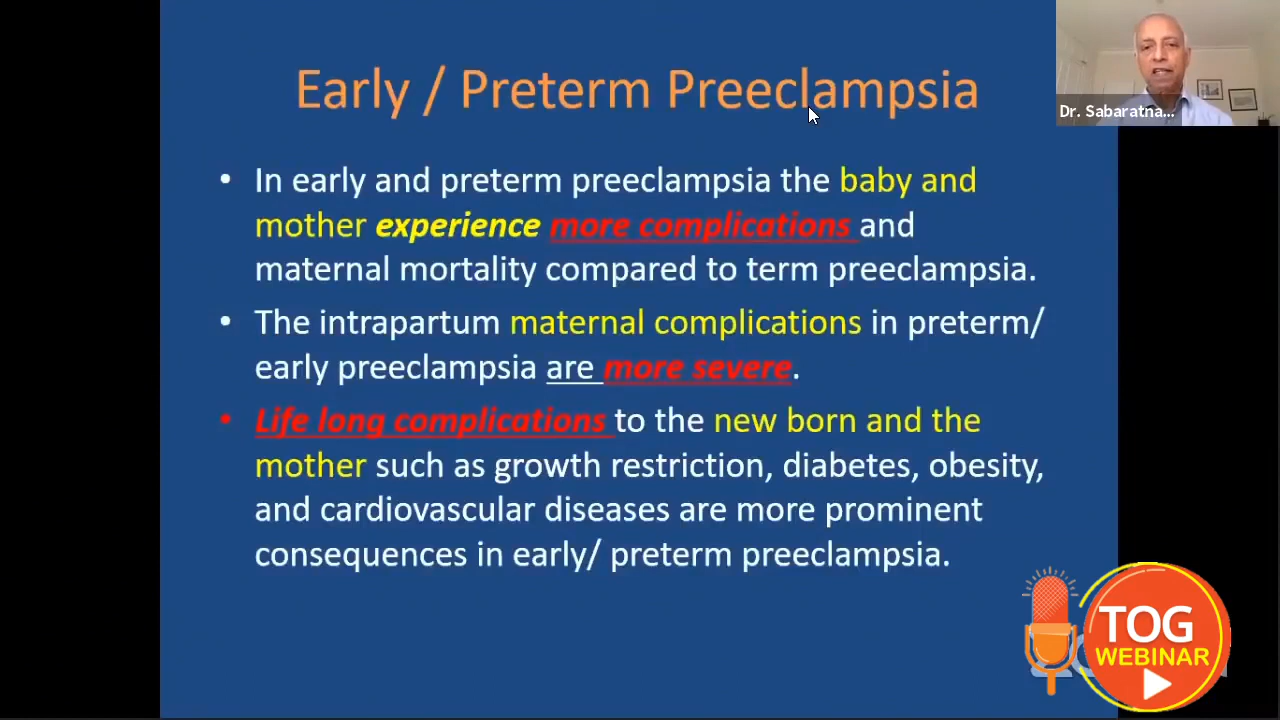 Early / Preterm Preeclampsia
Dr. Sabaratna...
• In early and preterm preeclampsia the baby and
mother experience more complications and
maternal mortality compared to term preeclampsia.
• The intrapartum maternal complications in preterm/
early preeclampsia are more severe.
• Life long complications to the new born and the
mother such as growth restriction, diabetes, obesity,
and cardiovascular diseases are more prominent
consequences in early/ preterm preeclampsia.
TOG
WEBINAR